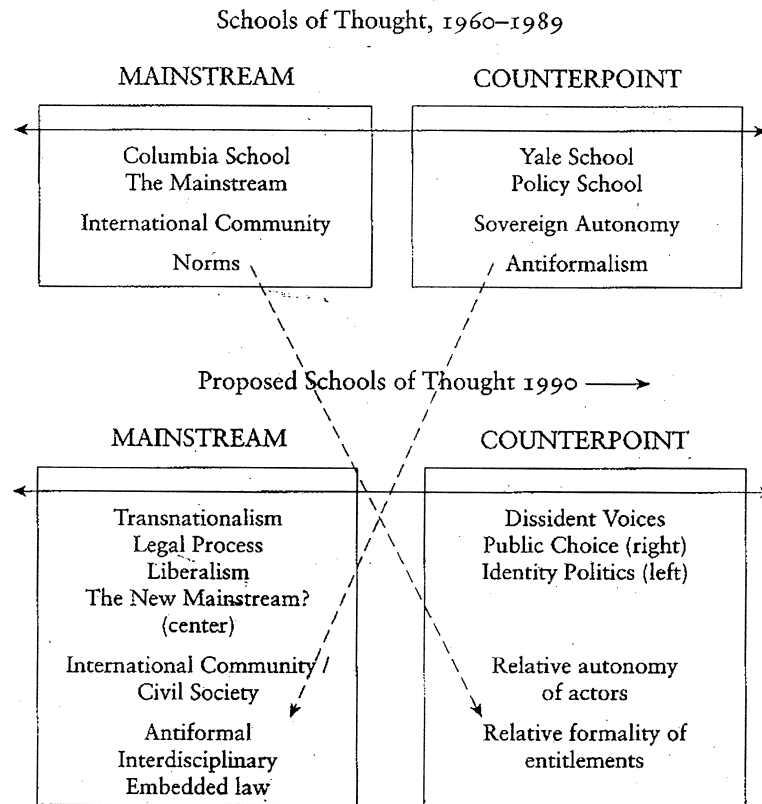 Schools of Thought, 1960–1989
MAINSTREAM
Columbia School
The Mainstream
International Community
Norms
COUNTERPOINT
Yale School
Policy School
Sovereign Autonomy
Antiformalism
Proposed Schools of Thought 1990
MAINSTREAM
Transnationalism
Legal Process
Liberalism
The New Mainstream?
(center)
International Community
Civil Society
Antiformal
Interdisciplinary
Embedded law
COUNTERPOINT
Dissident Voices
Public Choice (right)
Identity Politics (left)
Relative autonomy
of actors
Relative formality of
entitlements